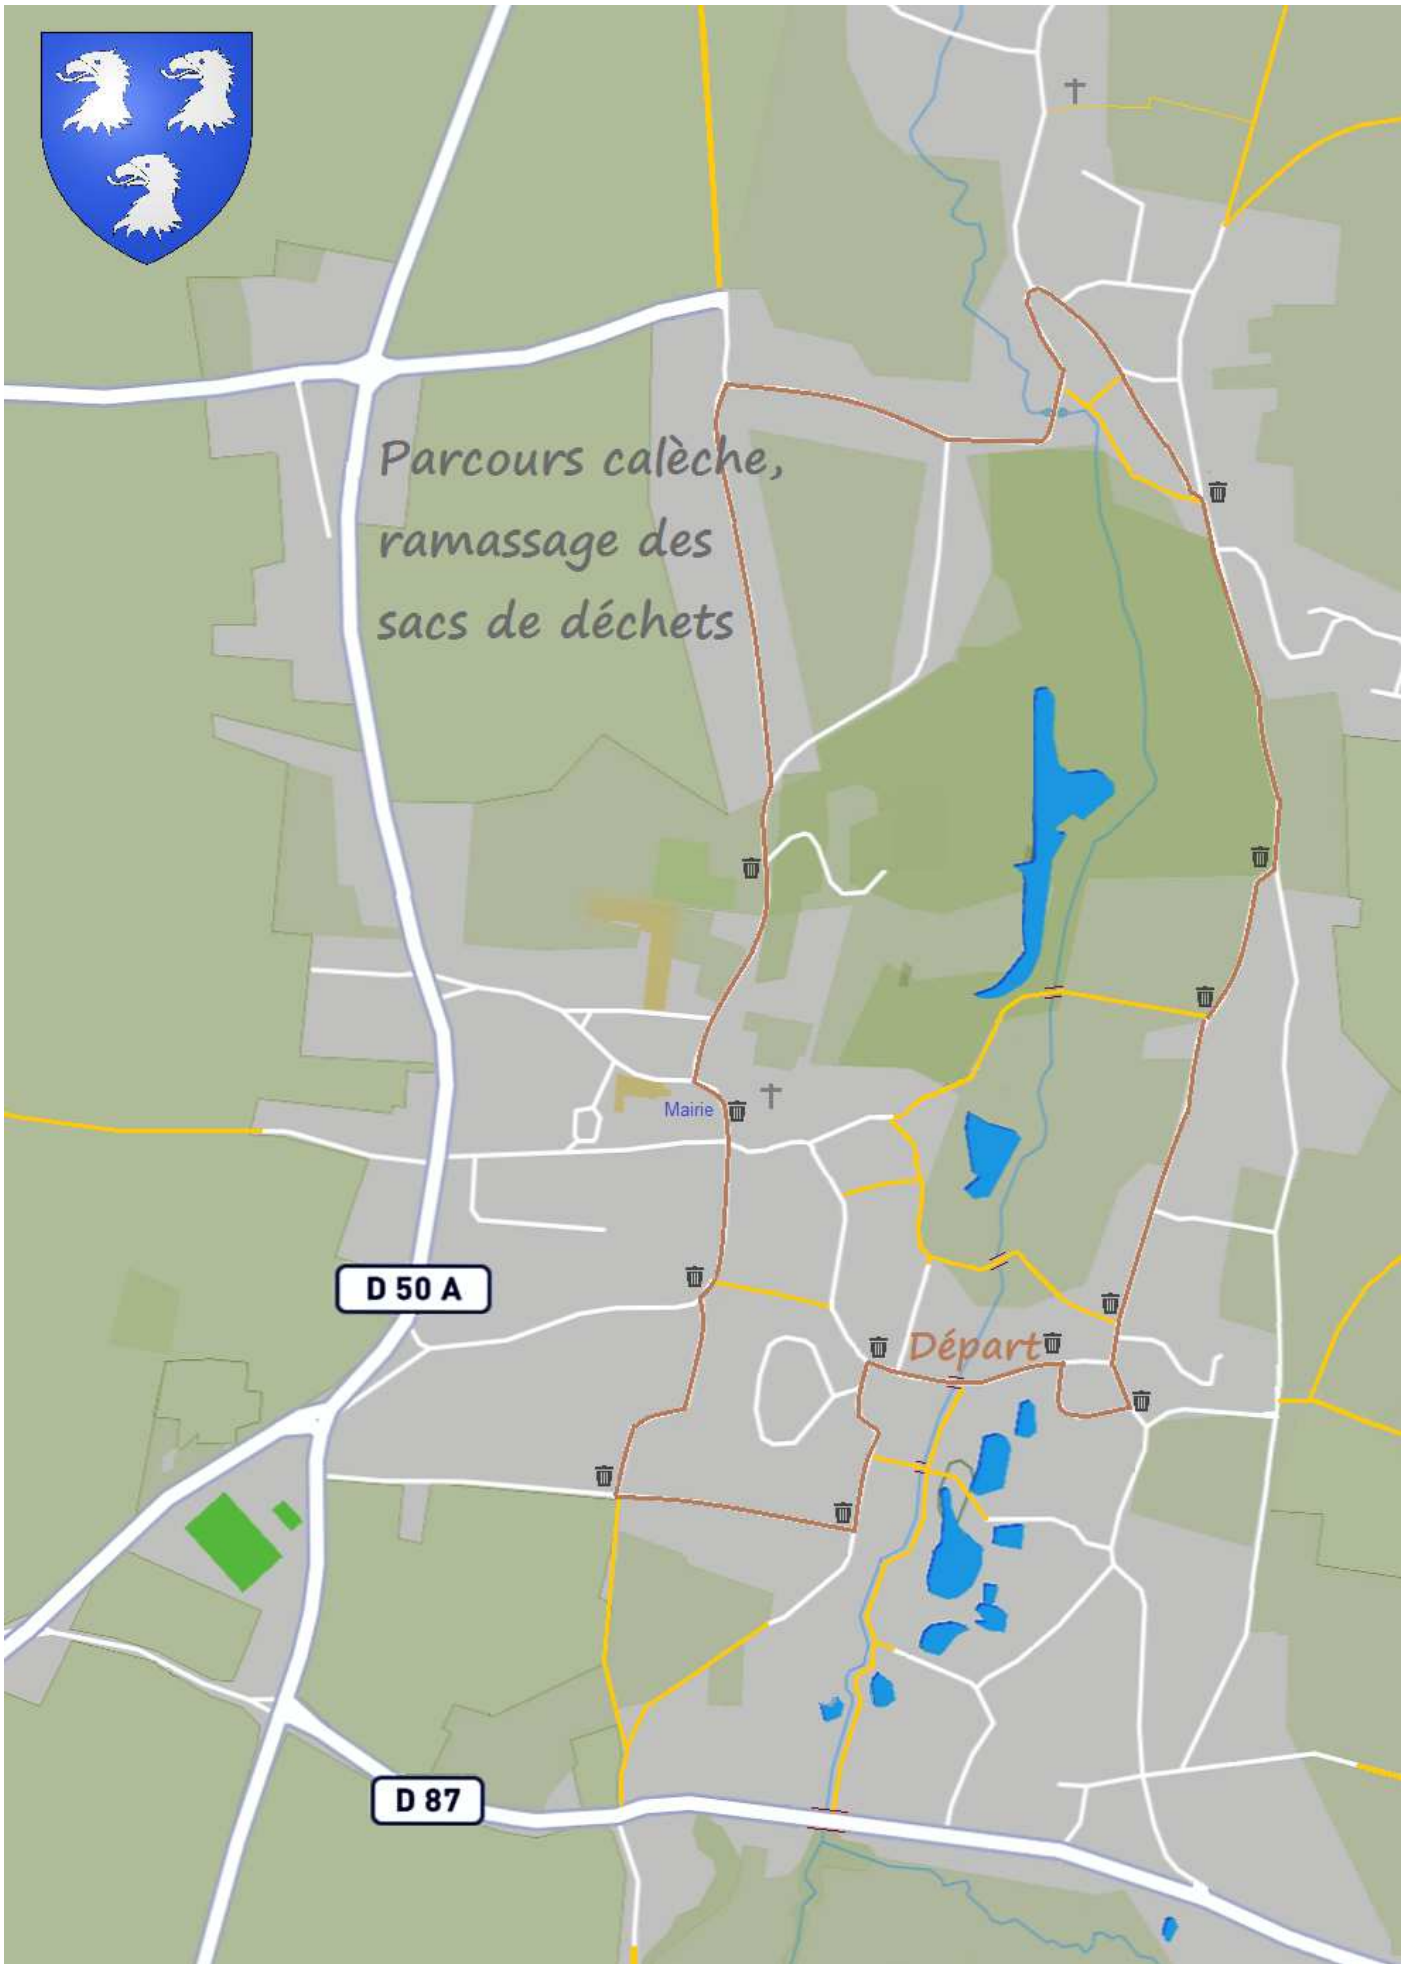 Parcours calèche,
ramassage des
sacs de déchets
Mairie
D 50 A
Départ
D 87